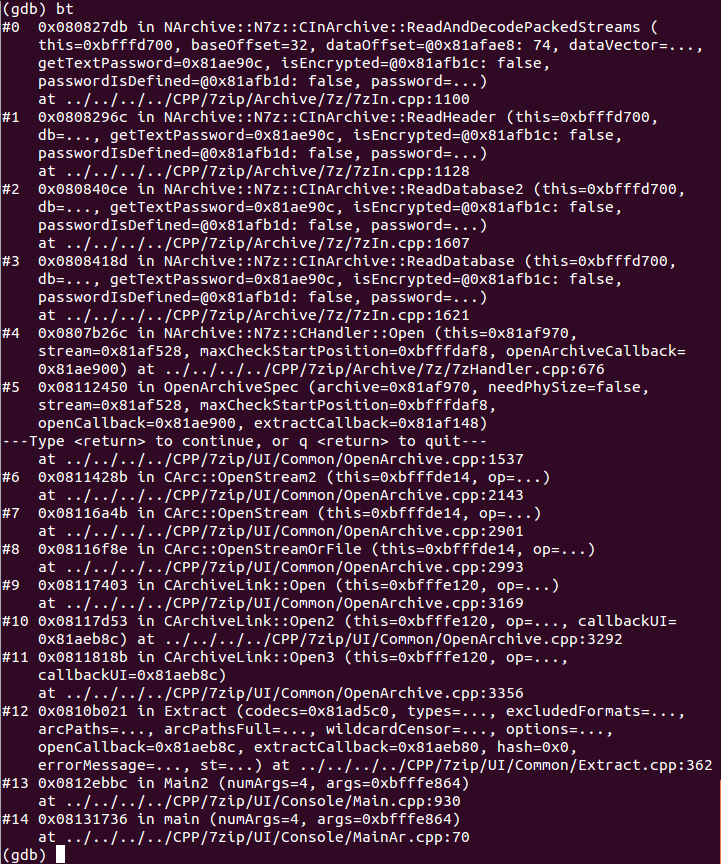 (gdb) bt
#0  0x080827db in NArchive::N7z::CInArchive::ReadAndDecodePackedStreams (
    this=0xbfffd700, baseOffset=32, dataOffset=@0x81afae8: 74, dataVector=...,
    getTextPassword=0x81ae90c, isEncrypted=@0x81afb1c: false,
    passwordIsDefined=@0x81afb1d: false, password=...)
    at ../../../../CPP/7zip/Archive/7z/7zIn.cpp:1100
#1  0x0808296c in NArchive::N7z::CInArchive::ReadHeader (this=0xbfffd700,
    db=..., getTextPassword=0x81ae90c, isEncrypted=@0x81afb1c: false,
    passwordIsDefined=@0x81afb1d: false, password=...)
    at ../../../../CPP/7zip/Archive/7z/7zIn.cpp:1128
#2  0x080840ce in NArchive::N7z::CInArchive::ReadDatabase2 (this=0xbfffd700,
    db=..., getTextPassword=0x81ae90c, isEncrypted=@0x81afb1c: false,
    passwordIsDefined=@0x81afb1d: false, password=...)
    at ../../../../CPP/7zip/Archive/7z/7zIn.cpp:1607
#3  0x0808418d in NArchive::N7z::CInArchive::ReadDatabase (this=0xbfffd700,
    db=..., getTextPassword=0x81ae90c, isEncrypted=@0x81afb1c: false,
    passwordIsDefined=@0x81afb1d: false, password=...)
    at ../../../../CPP/7zip/Archive/7z/7zIn.cpp:1621
#4  0x0807b26c in NArchive::N7z::CHandler::Open (this=0x81af970,
    stream=0x81af528, maxCheckStartPosition=0xbfffdaf8, openArchiveCallback=
    0x81ae900) at ../../../../CPP/7zip/Archive/7z/7zHandler.cpp:676
#5  0x08112450 in OpenArchiveSpec (archive=0x81af970, needPhySize=false,
    stream=0x81af528, maxCheckStartPosition=0xbfffdaf8,
    openCallback=0x81ae900, extractCallback=0x81af148)
---Type <return> to continue, or q <return> to quit---
    at ../../../../CPP/7zip/UI/Common/OpenArchive.cpp:1537
#6  0x0811428b in CArc::OpenStream2 (this=0xbfffde14, op=...)
    at ../../../../CPP/7zip/UI/Common/OpenArchive.cpp:2143
#7  0x08116a4b in CArc::OpenStream (this=0xbfffde14, op=...)
    at ../../../../CPP/7zip/UI/Common/OpenArchive.cpp:2901
#8  0x08116f8e in CArc::OpenStreamOrFile (this=0xbfffde14, op=...)
    at ../../../../CPP/7zip/UI/Common/OpenArchive.cpp:2993
#9  0x08117403 in CArchiveLink::Open (this=0xbfffe120, op=...)
    at ../../../../CPP/7zip/UI/Common/OpenArchive.cpp:3169
#10 0x08117d53 in CArchiveLink::Open2 (this=0xbfffe120, op=..., callbackUI=
    0x81aeb8c) at ../../../../CPP/7zip/UI/Common/OpenArchive.cpp:3292
#11 0x0811818b in CArchiveLink::Open3 (this=0xbfffe120, op=...,
    callbackUI=0x81aeb8c)
    at ../../../../CPP/7zip/UI/Common/OpenArchive.cpp:3356
#12 0x0810b021 in Extract (codecs=0x81ad5c0, types=..., excludedFormats=...,
    arcPaths=..., arcPathsFull=..., wildcardCensor=..., options=...,
    openCallback=0x81aeb8c, extractCallback=0x81aeb80, hash=0x0,
    errorMessage=..., st=...) at ../../../../CPP/7zip/UI/Common/Extract.cpp:362
#13 0x0812ebbc in Main2 (numArgs=4, args=0xbfffe864)
    at ../../../../CPP/7zip/UI/Console/Main.cpp:930
#14 0x08131736 in main (numArgs=4, args=0xbfffe864)
    at ../../../../CPP/7zip/UI/Console/MainAr.cpp:70
(gdb)